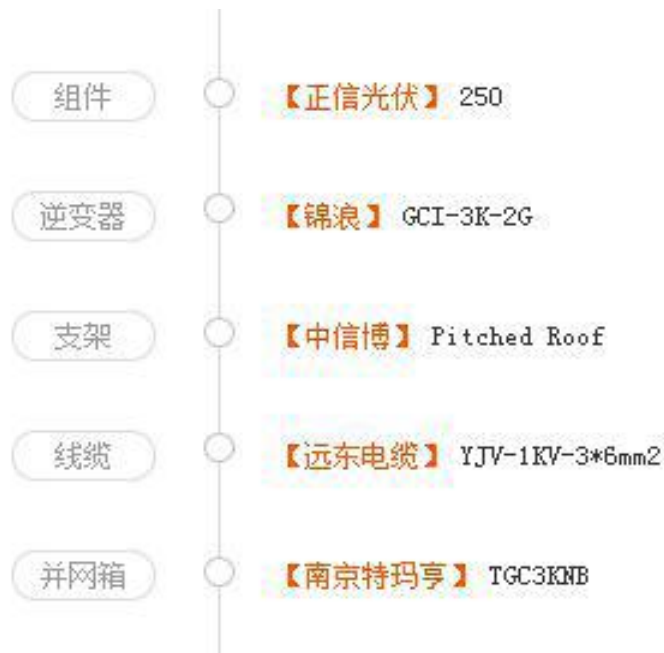 组件 【正信光伏】 250
逆变器 【锦浪】 GCI-3K-2G
支架 【中信博】 Pitched Roof
线缆 【远东电缆】 YJV-1KV-3*6mm2
并网箱 【南京特玛亨】 TGC3KNB